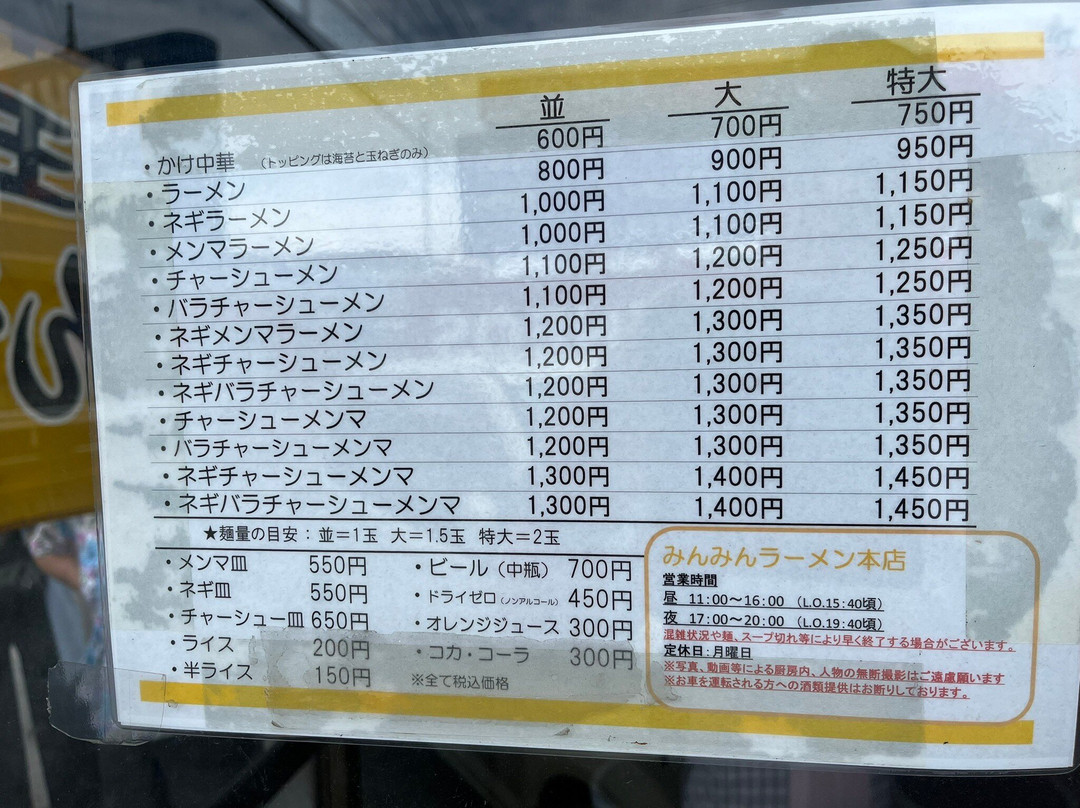 並 大 特大
・かけ中華 (トッピングは海苔と玉ねぎのみ) 600円 700円 750円
・ラーメン 800円 900円 950円
・ネギラーメン 1,000円 1,100円 1,150円
・メンマラーメン 1,000円 1,100円 1,150円
・チャーシューメン 1,100円 1,200円 1,250円
・バラチャーシューメン 1,100円 1,200円 1,250円
・ネギメンマラーメン 1,200円 1,300円 1,350円
・ネギチャーシューメン 1,200円 1,300円 1,350円
・ネギバラチャーシューメン 1,200円 1,300円 1,350円
・チャーシューメンマ 1,200円 1,300円 1,350円
・バラチャーシューメンマ 1,200円 1,300円 1,350円
・ネギチャーシューメンマ 1,300円 1,400円 1,450円
・ネギバラチャーシューメンマ 1,300円 1,400円 1,450円
★麺量の目安：並=1玉 大=1.5玉 特大=2玉
・メンマ皿 550円
・ネギ皿 550円
・チャーシュー皿 650円
・ライス 200円
・半ライス 150円
・ビール (中瓶) 700円
・ドライゼロ (ノンアルコール) 450円
・オレンジジュース 300円
・コカ・コーラ 300円
※全て税込価格
みんみんラーメン本店
営業時間
昼 11:00〜16:00 (L.O.15:40頃)
夜 17:00〜20:00 (L.O.19:40頃)
混雑状況や麺、スープ切れ等により早く終了する場合がございます。
定休日：月曜日
※写真、動画等による厨房内、人物の無断撮影はご遠慮願います
※お車を運転される方への酒類提供はお断りしております。